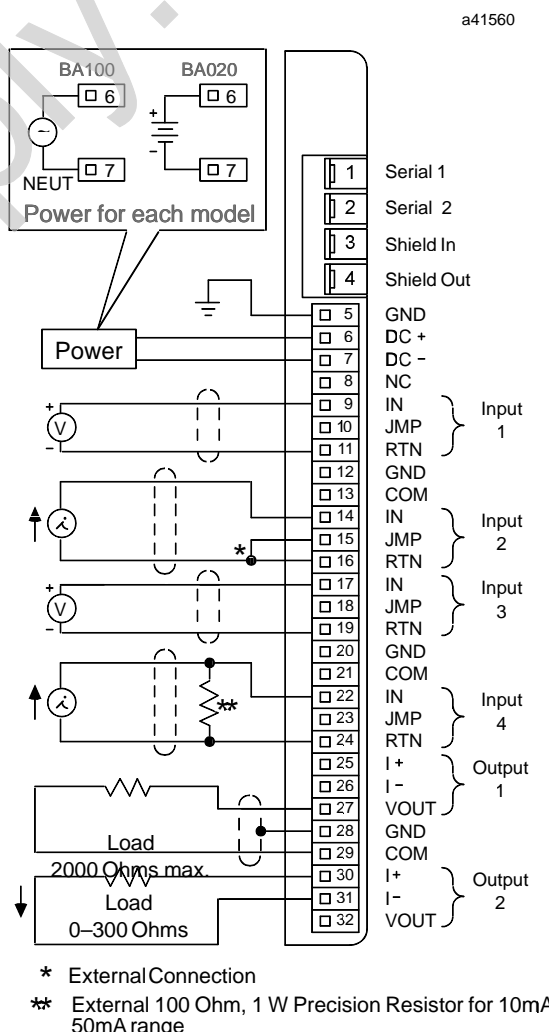 a41560
BA100 BA020
6 6
+
~
−
7 7
NEUT
Power for each model
1 Serial 1
2 Serial 2
3 Shield In
4 Shield Out
5 GND
Power
6 DC +
7 DC −
8 NC
+
V
−
9 IN
10 JMP
11 RTN
Input
1
12 GND
13 COM
i
*
14 IN
15 JMP
16 RTN
Input
2
+
V
−
17 IN
18 JMP
19 RTN
Input
3
20 GND
21 COM
i
**
22 IN
23 JMP
24 RTN
Input
4
25 I +
26 I −
27 VOUT
Output
1
28 GND
29 COM
Load
2000 Ohms max.
30 I+
31 I−
32 VOUT
Output
2
Load
0–300 Ohms
* External Connection
** External 100 Ohm, 1 W Precision Resistor for 10mA
50mA range